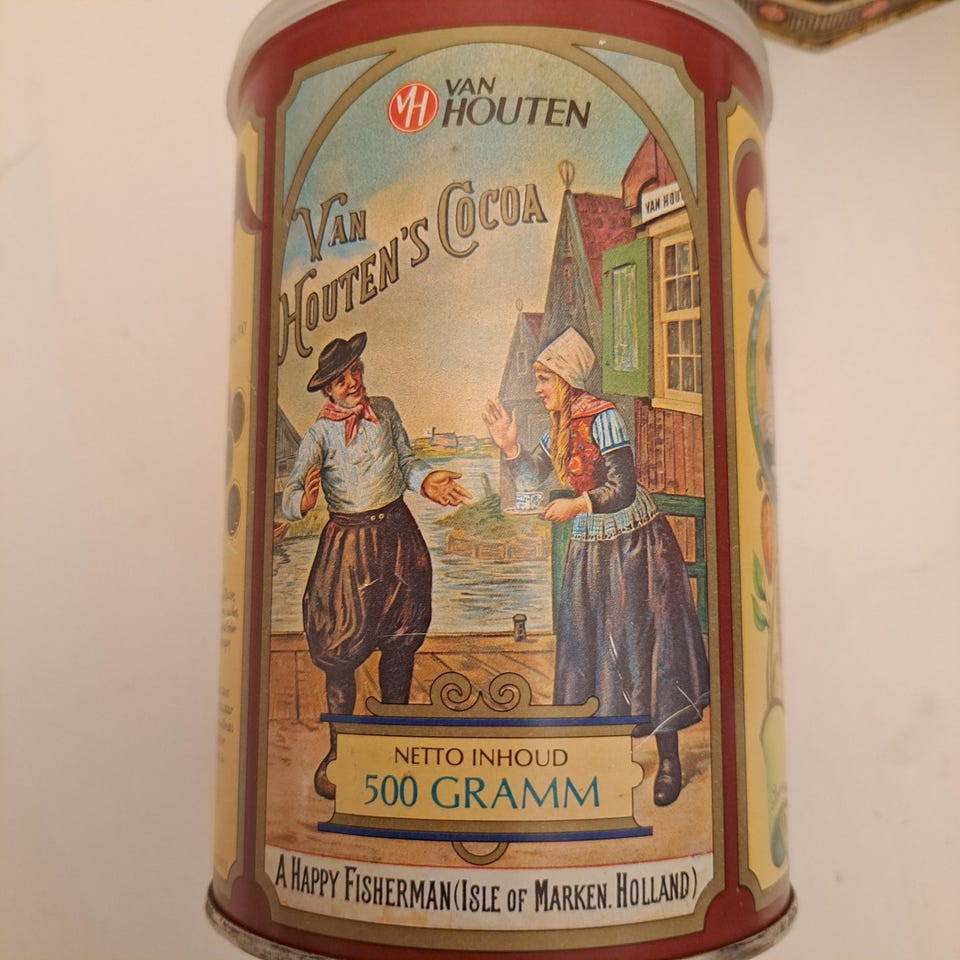 VH VAN
HOUTEN
VAN
HOUTEN'S COCOA
VAN HOU
NETTO INHOUD
500 GRAMM
A HAPPY FISHERMAN (ISLE OF MARKEN. HOLLAND)